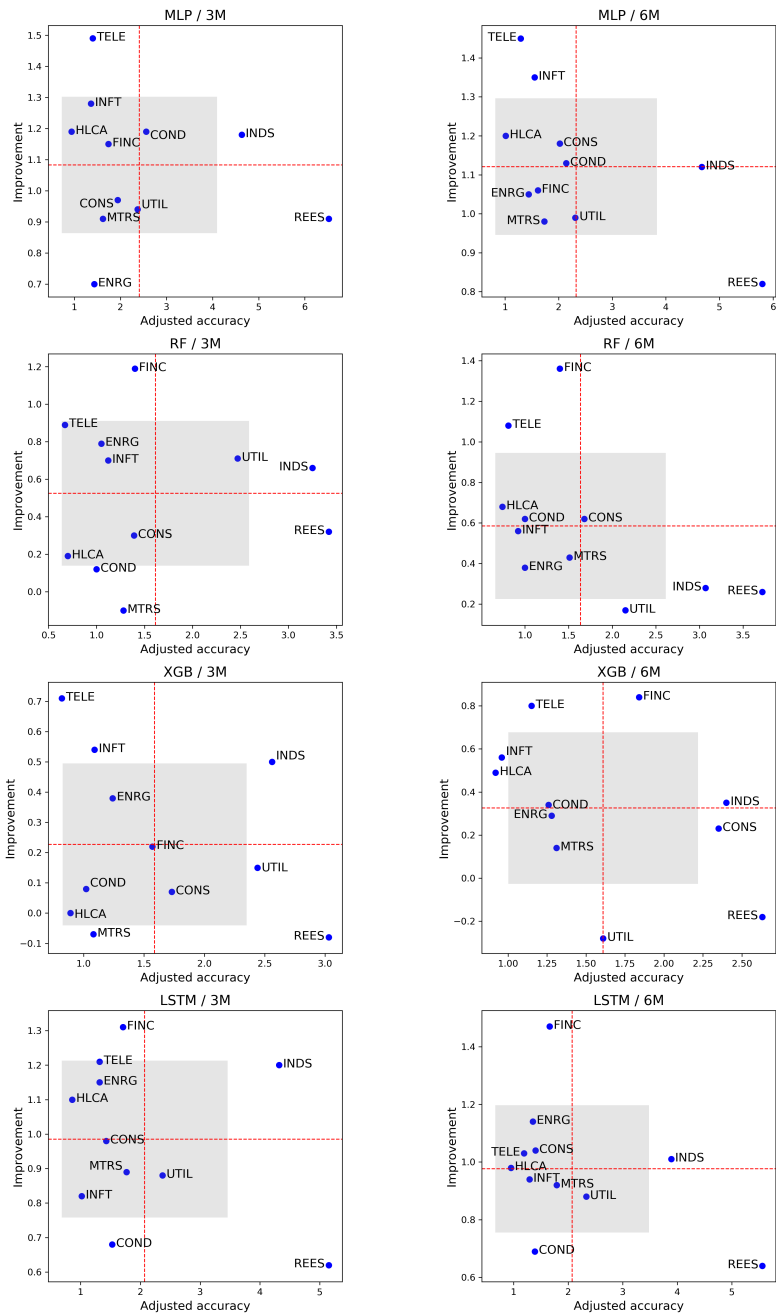 MLP / 3M
1.5
1.4
1.3
1.2
1.1
1.0
0.9
0.8
0.7
Improvement
TELE
INFT
HLCA
FINC
COND
INDS
CONS
UTIL
MTRS
REES
ENRG
1
2
3
4
5
6
Adjusted accuracy
MLP / 6M
1.4
1.3
1.2
1.1
1.0
0.9
0.8
Improvement
TELE
INFT
HLCA
CONS
COND
INDS
ENRG
FINC
MTRS
UTIL
REES
1
2
3
4
5
6
Adjusted accuracy
RF / 3M
1.2
1.0
0.8
0.6
0.4
0.2
0.0
Improvement
FINC
TELE
ENRG
INFT
UTIL
INDS
CONS
REES
HLCA
COND
MTRS
0.5
1.0
1.5
2.0
2.5
3.0
3.5
Adjusted accuracy
RF / 6M
1.4
1.2
1.0
0.8
0.6
0.4
0.2
Improvement
FINC
TELE
HLCA
COND
CONS
INFT
MTRS
ENRG
INDS
REES
UTIL
1.0
1.5
2.0
2.5
3.0
3.5
Adjusted accuracy
XGB / 3M
0.7
0.6
0.5
0.4
0.3
0.2
0.1
0.0
−0.1
Improvement
TELE
INFT
INDS
ENRG
FINC
UTIL
COND
CONS
HLCA
MTRS
REES
1.0
1.5
2.0
2.5
3.0
Adjusted accuracy
XGB / 6M
0.8
0.6
0.4
0.2
0.0
−0.2
Improvement
FINC
TELE
INFT
HLCA
COND
INDS
ENRG
CONS
MTRS
REES
UTIL
1.00
1.25
1.50
1.75
2.00
2.25
2.50
Adjusted accuracy
LSTM / 3M
1.3
1.2
1.1
1.0
0.9
0.8
0.7
0.6
Improvement
FINC
TELE
INDS
ENRG
HLCA
CONS
MTRS
UTIL
INFT
COND
REES
1
2
3
4
5
Adjusted accuracy
LSTM / 6M
1.4
1.2
1.0
0.8
0.6
Improvement
FINC
ENRG
TELE
CONS
INDS
HLCA
INFT
MTRS
UTIL
COND
REES
1
2
3
4
5
Adjusted accuracy